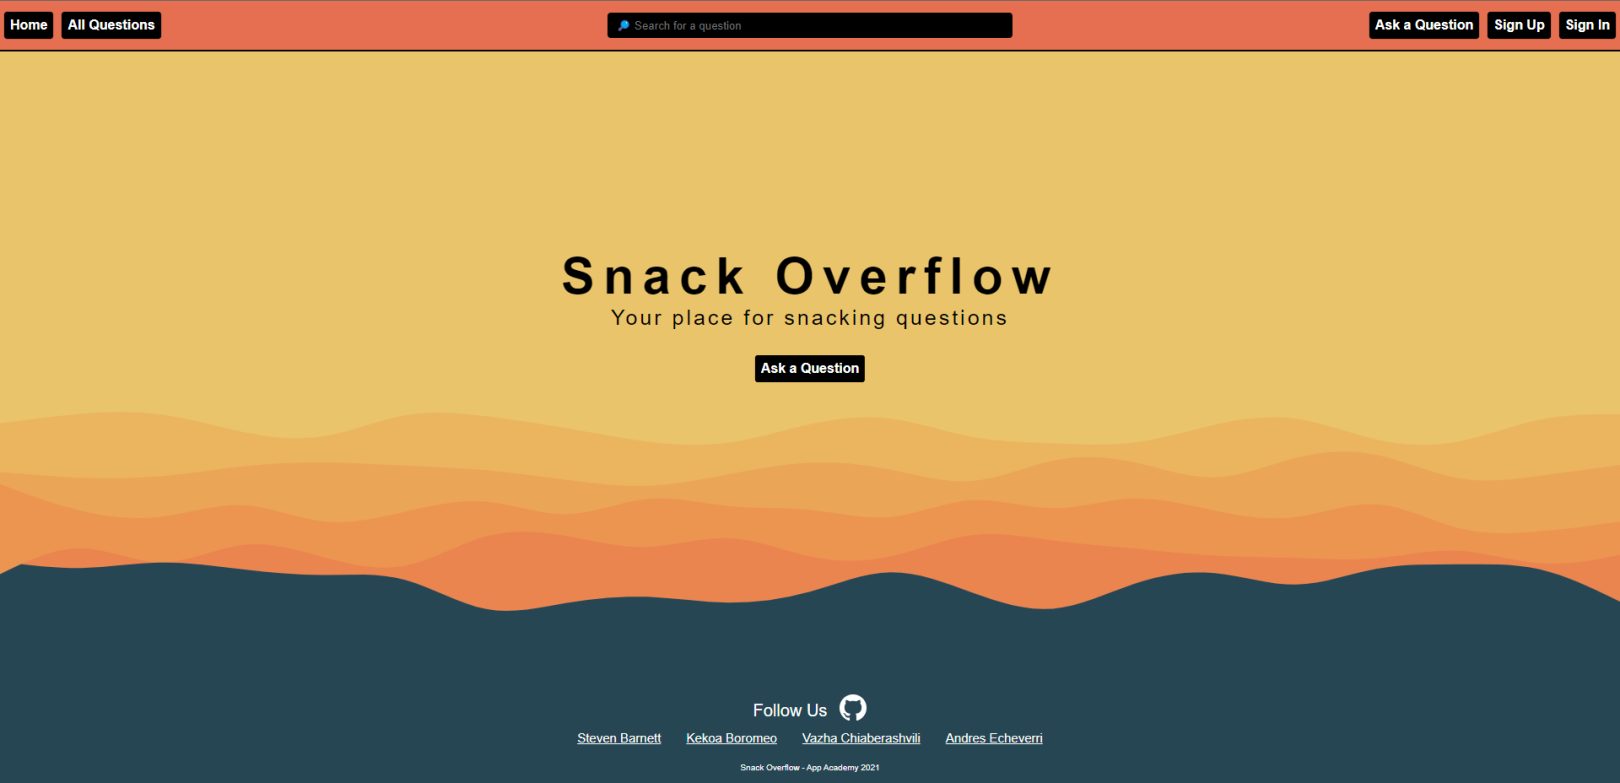 Home All Questions Search for a question Ask a Question Sign Up Sign In
Snack Overflow
Your place for snacking questions
Ask a Question
Follow Us
Steven Barnett Kekoa Boromeo Vazha Chiaberashvili Andres Echeverri
Snack Overflow - App Academy 2021